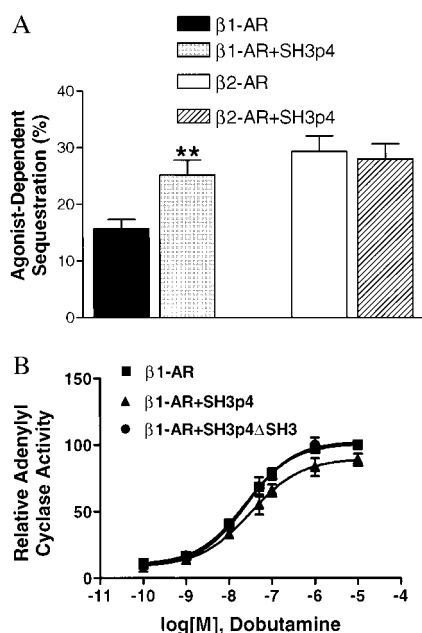 A
β1-AR
β1-AR+SH3p4
β2-AR
β2-AR+SH3p4
Agonist-Dependent
Sequestration (%)
40
30
20
10
0
**
B
β1-AR
β1-AR+SH3p4
β1-AR+SH3p4ΔSH3
Relative Adenylyl
Cyclase Activity
150
100
50
0
-11 -10 -9 -8 -7 -6 -5 -4
log[M], Dobutamine